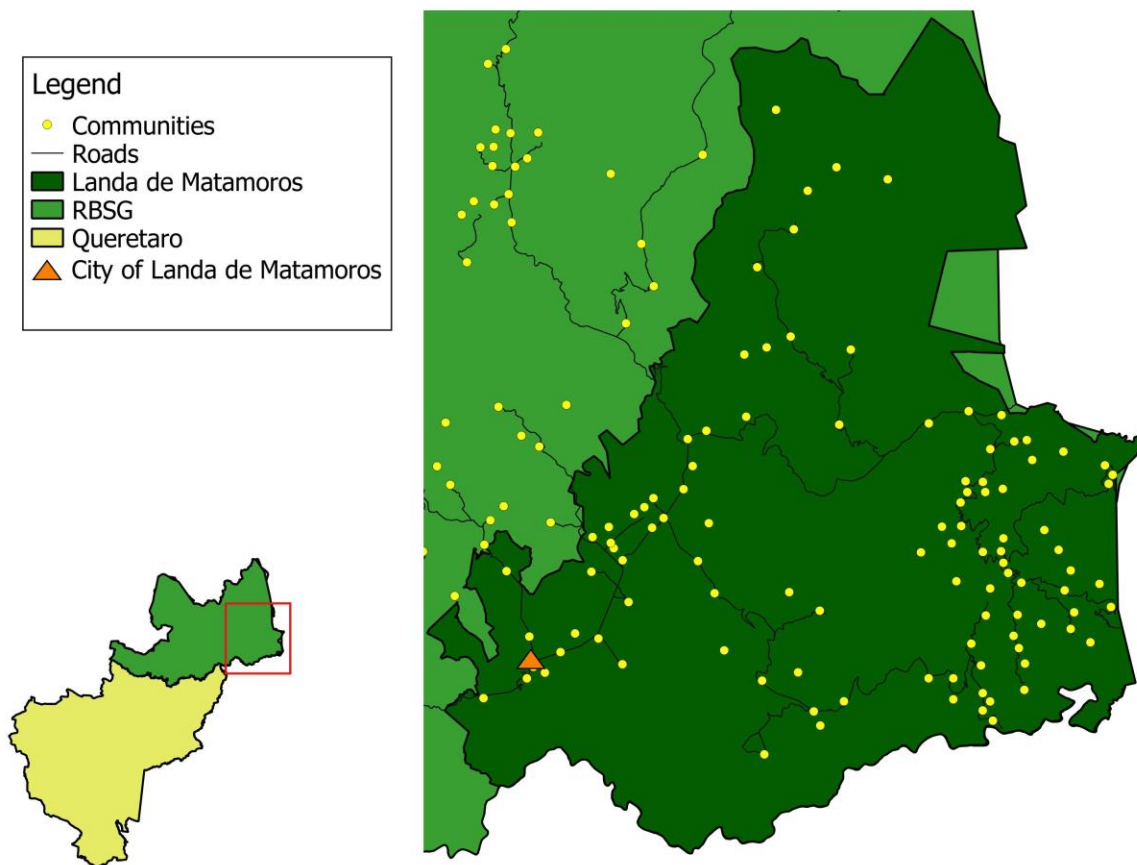 Legend
Communities
Roads
Landa de Matamoros
RBSG
Queretaro
City of Landa de Matamoros